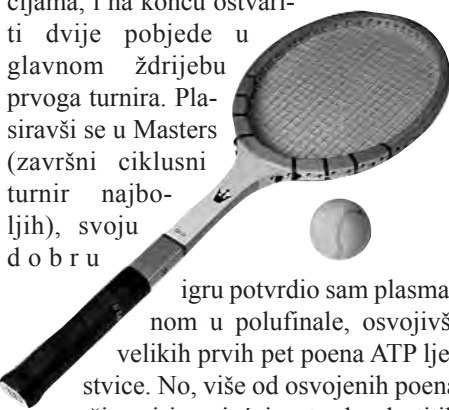 cijama, i na koncu ostvari-
ti dvije pobjede u
glavnom ždrijebu
prvoga turnira. Pla-
siravši se u Masters
(završni ciklusni
turnir najbo-
ljih), svoju
dobru
igru potvrdio sam plasma
nom u polufinale, osvojivš
velikih prvih pet poena ATP lje
stvice. No, više od osvojenih poena